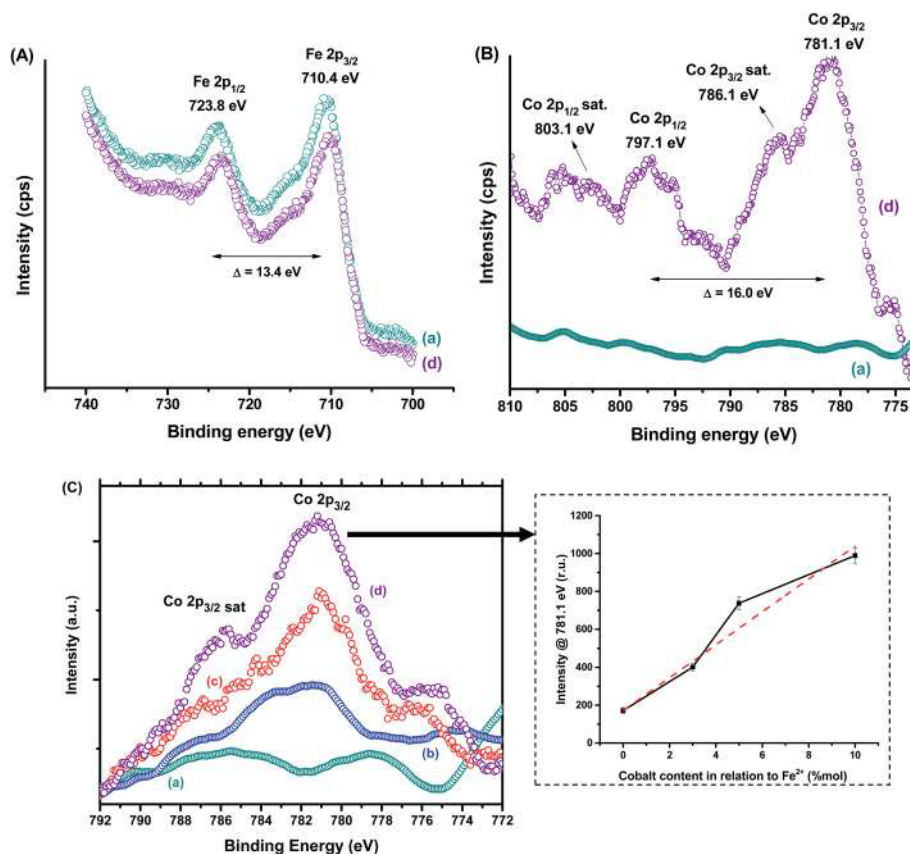 (A)
Fe 2p1/2
723.8 eV
Fe 2p3/2
710.4 eV
Δ = 13.4 eV
(a)
(d)
Intensity (cps)
740 730 720 710 700
Binding energy (eV)
(B)
Co 2p3/2
781.1 eV
Co 2p3/2 sat.
786.1 eV
Co 2p1/2 sat.
803.1 eV
Co 2p1/2
797.1 eV
(d)
Δ = 16.0 eV
(a)
Intensity (cps)
810 805 800 795 790 785 780 775
Binding energy (eV)
(C)
Co 2p3/2
Co 2p3/2 sat
(d)
(c)
(b)
(a)
Intensity (a.u.)
792 790 788 786 784 782 780 778 776 774 772
Binding Energy (eV)
1200
1000
800
600
400
200
0
Intensity @ 781.1 eV (r.u.)
0 2 4 6 8 10
Cobalt content in relation to Fe2+ (%mol)